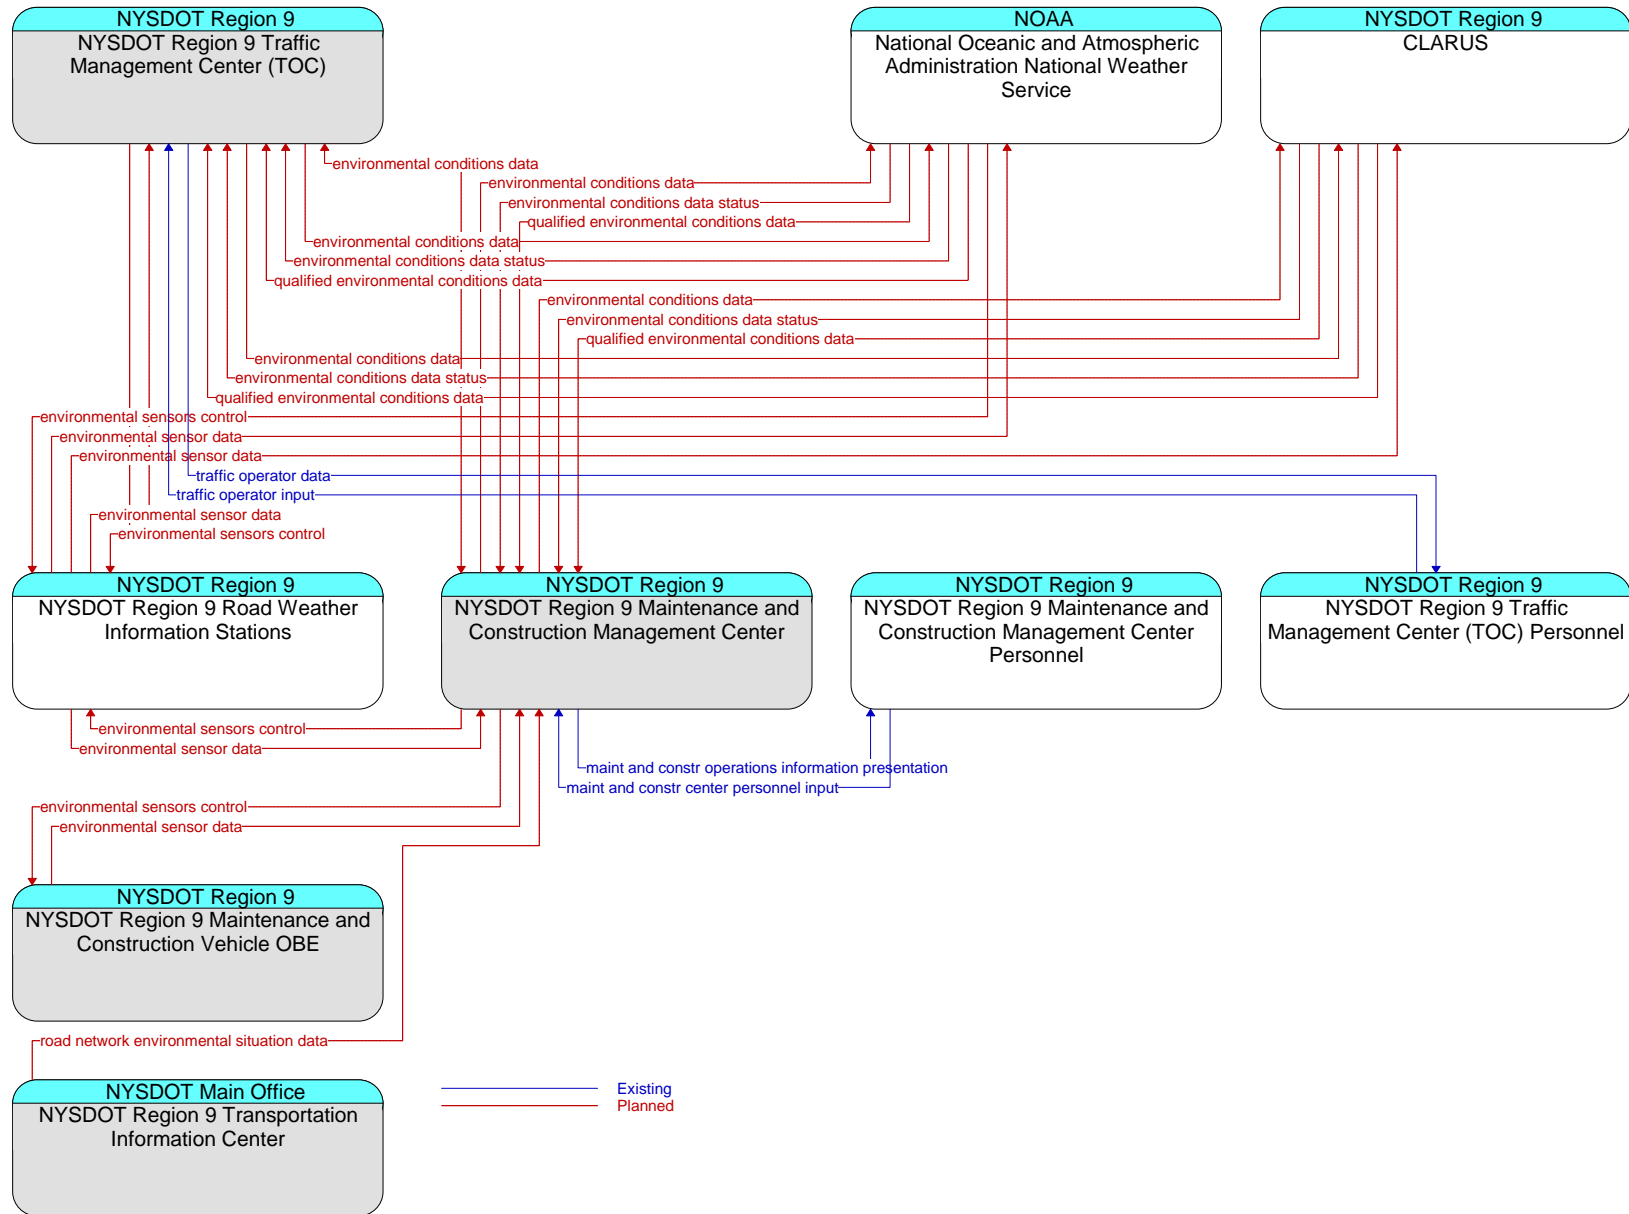 NYSDOT Region 9
NYSDOT Region 9 Traffic
Management Center (TOC)
NOAA
National Oceanic and Atmospheric
Administration National Weather
Service
NYSDOT Region 9
CLARUS
environmental conditions data
environmental conditions data
environmental conditions data status
qualified environmental conditions data
environmental conditions data
environmental conditions data status
qualified environmental conditions data
environmental conditions data
environmental conditions data status
qualified environmental conditions data
environmental conditions data
environmental conditions data status
qualified environmental conditions data
environmental sensors control
environmental sensor data
environmental sensor data
traffic operator data
traffic operator input
environmental sensor data
environmental sensors control
NYSDOT Region 9
NYSDOT Region 9 Road Weather
Information Stations
NYSDOT Region 9
NYSDOT Region 9 Maintenance and
Construction Management Center
NYSDOT Region 9
NYSDOT Region 9 Maintenance and
Construction Management Center
Personnel
NYSDOT Region 9
NYSDOT Region 9 Traffic
Management Center (TOC) Personnel
environmental sensors control
environmental sensor data
maint and constr operations information presentation
maint and constr center personnel input
environmental sensors control
environmental sensor data
NYSDOT Region 9
NYSDOT Region 9 Maintenance and
Construction Vehicle OBE
road network environmental situation data
NYSDOT Main Office
NYSDOT Region 9 Transportation
Information Center
Existing
Planned